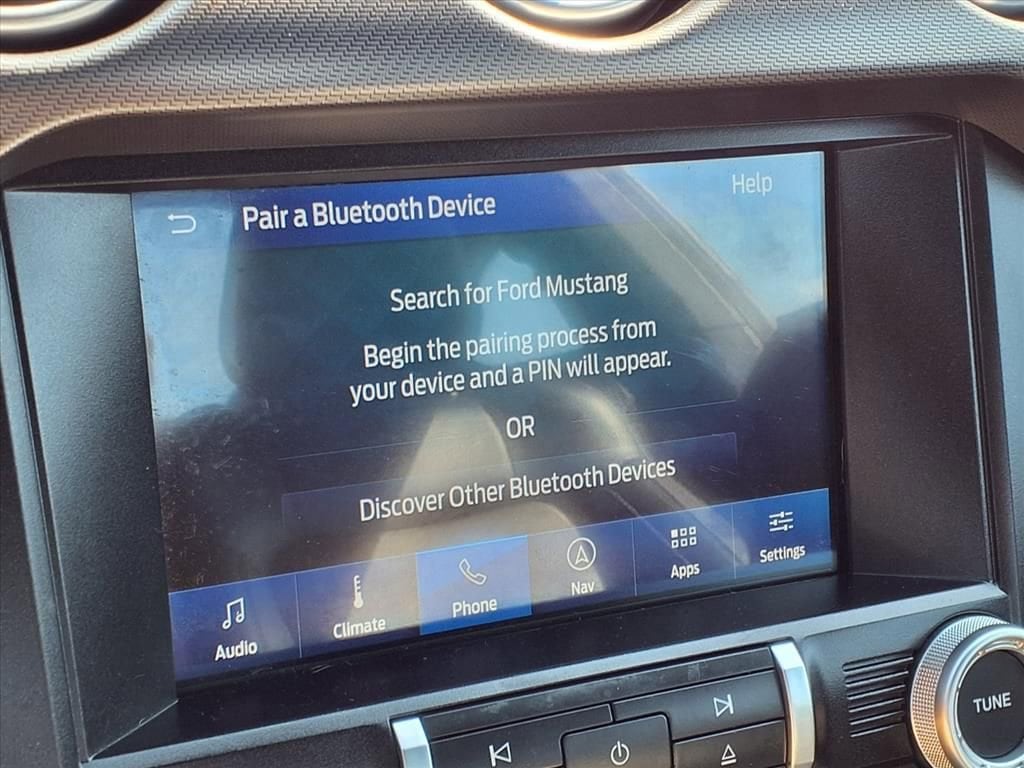 Pair a Bluetooth Device
Help
Search for Ford Mustang
Begin the pairing process from
your device and a PIN will appear.
OR
Discover Other Bluetooth Devices
Audio
Climate
Phone
Nav
Apps
Settings
TUNE